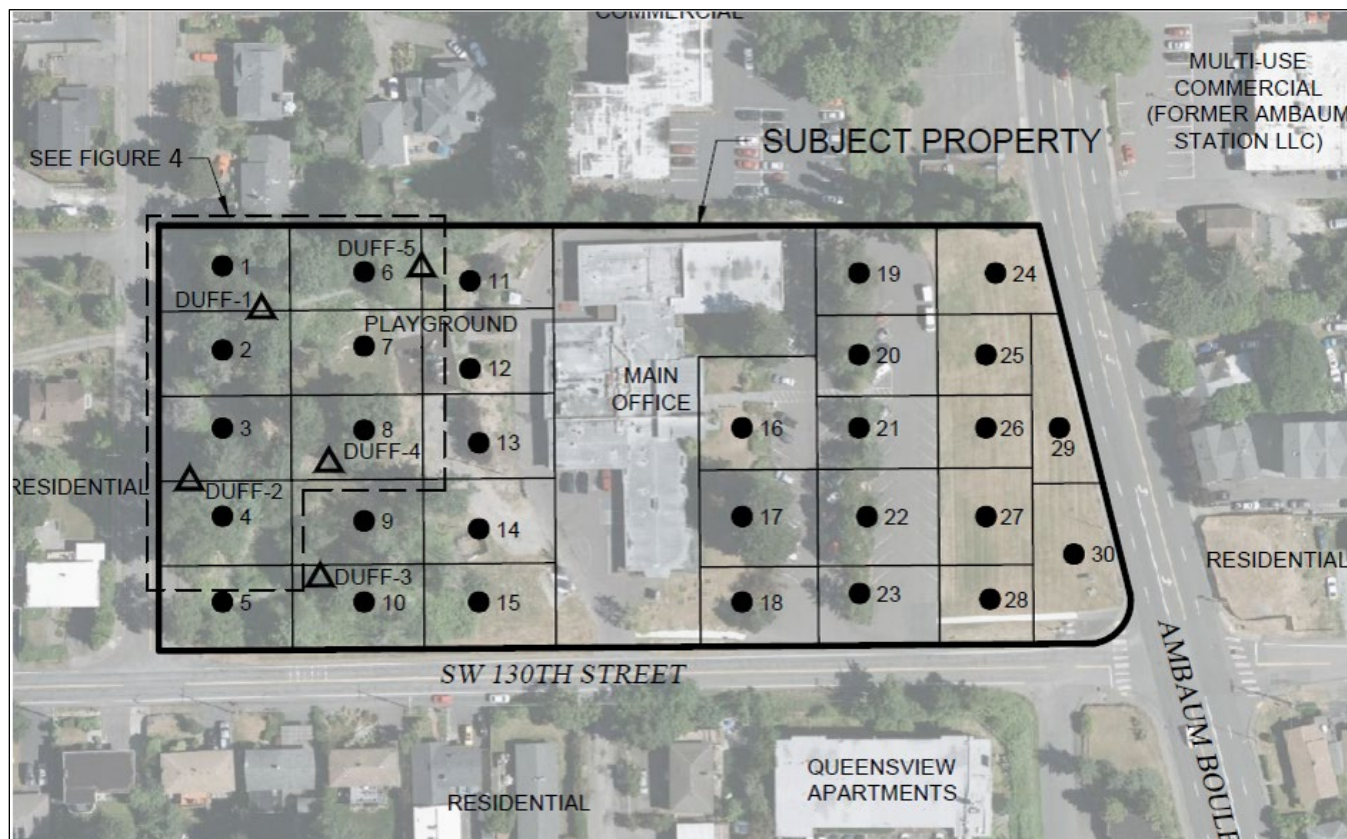 COMMERCIAL
MULTI-USE
COMMERCIAL
(FORMER AMBAUM
STATION LLC)
SEE FIGURE 4
SUBJECT PROPERTY
1
DUFF-5
6
11
19
24
DUFF-1
2
PLAYGROUND
7
12
20
25
MAIN
OFFICE
3
8
13
16
21
26
29
DUFF-4
RESIDENTIAL
DUFF-2
4
9
14
17
22
27
30
RESIDENTIAL
DUFF-3
5
10
15
18
23
28
SW 130TH STREET
AMBAUM BOULE
QUEENSVIEW
APARTMENTS
RESIDENTIAL